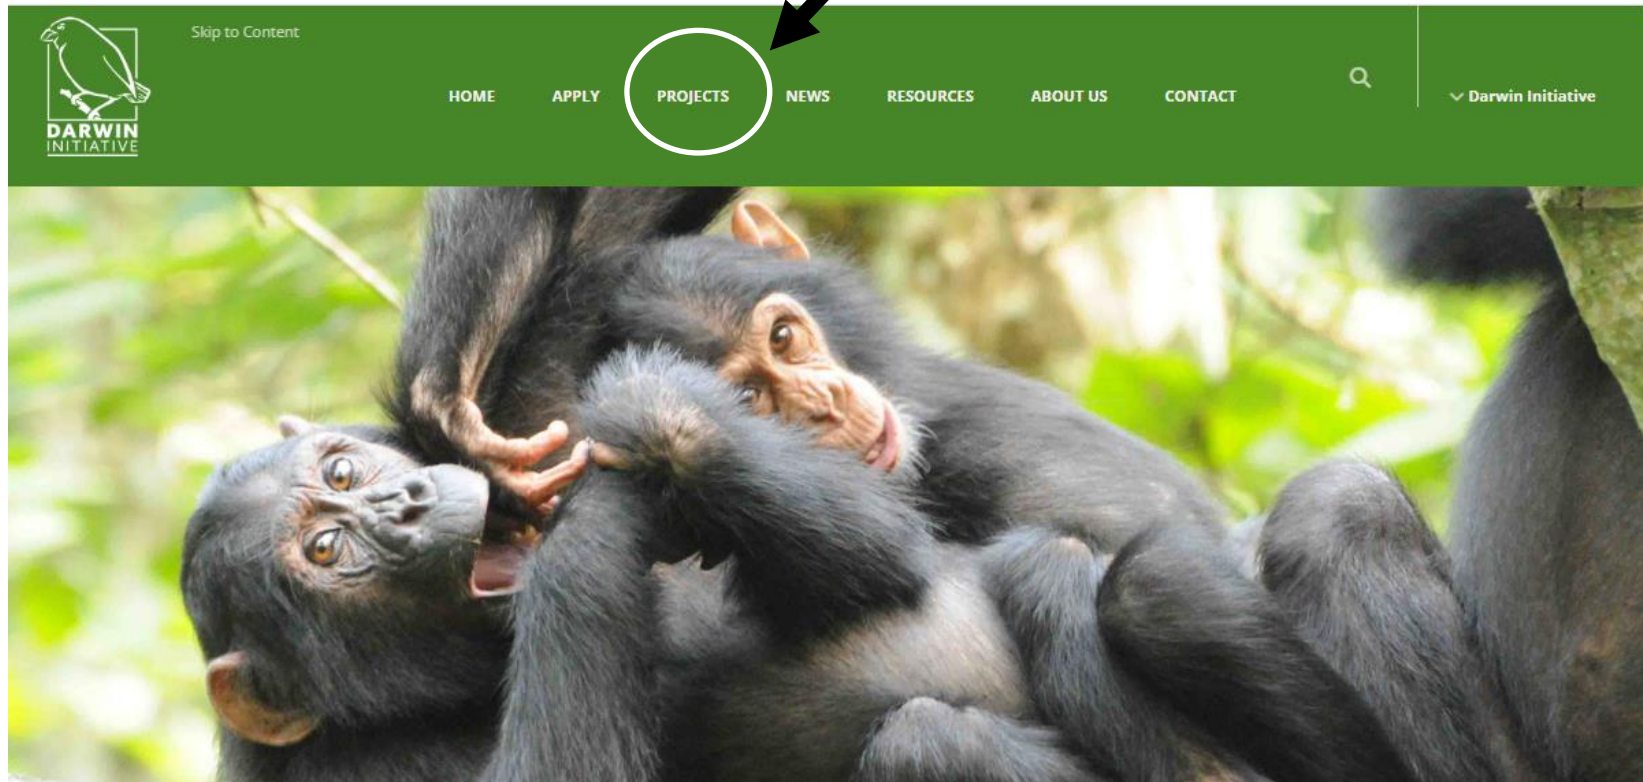 Skip to Content
DARWIN
INITIATIVE
HOME APPLY PROJECTS NEWS RESOURCES ABOUT US CONTACT
Darwin Initiative